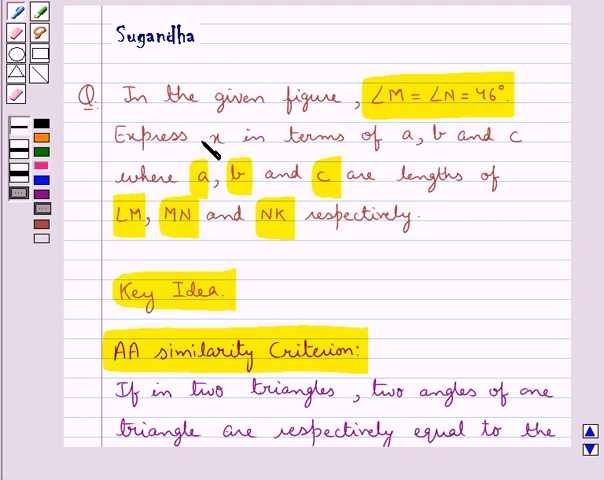 Sugandha
Q. In the given figure, ∠M = ∠N = 46°.
Express x in terms of a, b and c
where a, b and c are lengths of
LM, MN and NK respectively.
Key Idea.
AA similarity Criterion:
If in two triangles, two angles of one
triangle are respectively equal to the